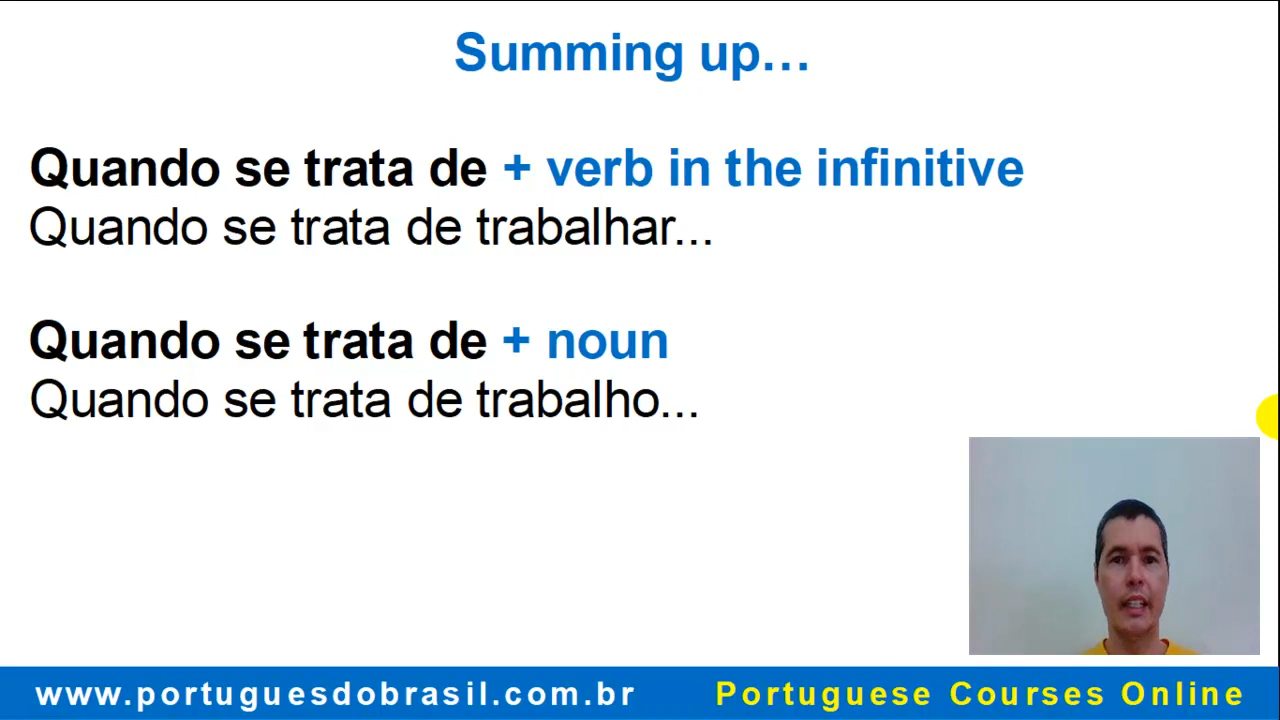 Summing up…
Quando se trata de + verb in the infinitive
Quando se trata de trabalhar...
Quando se trata de + noun
Quando se trata de trabalho...
www.portuguesdobrasil.com.br Portuguese Courses Online